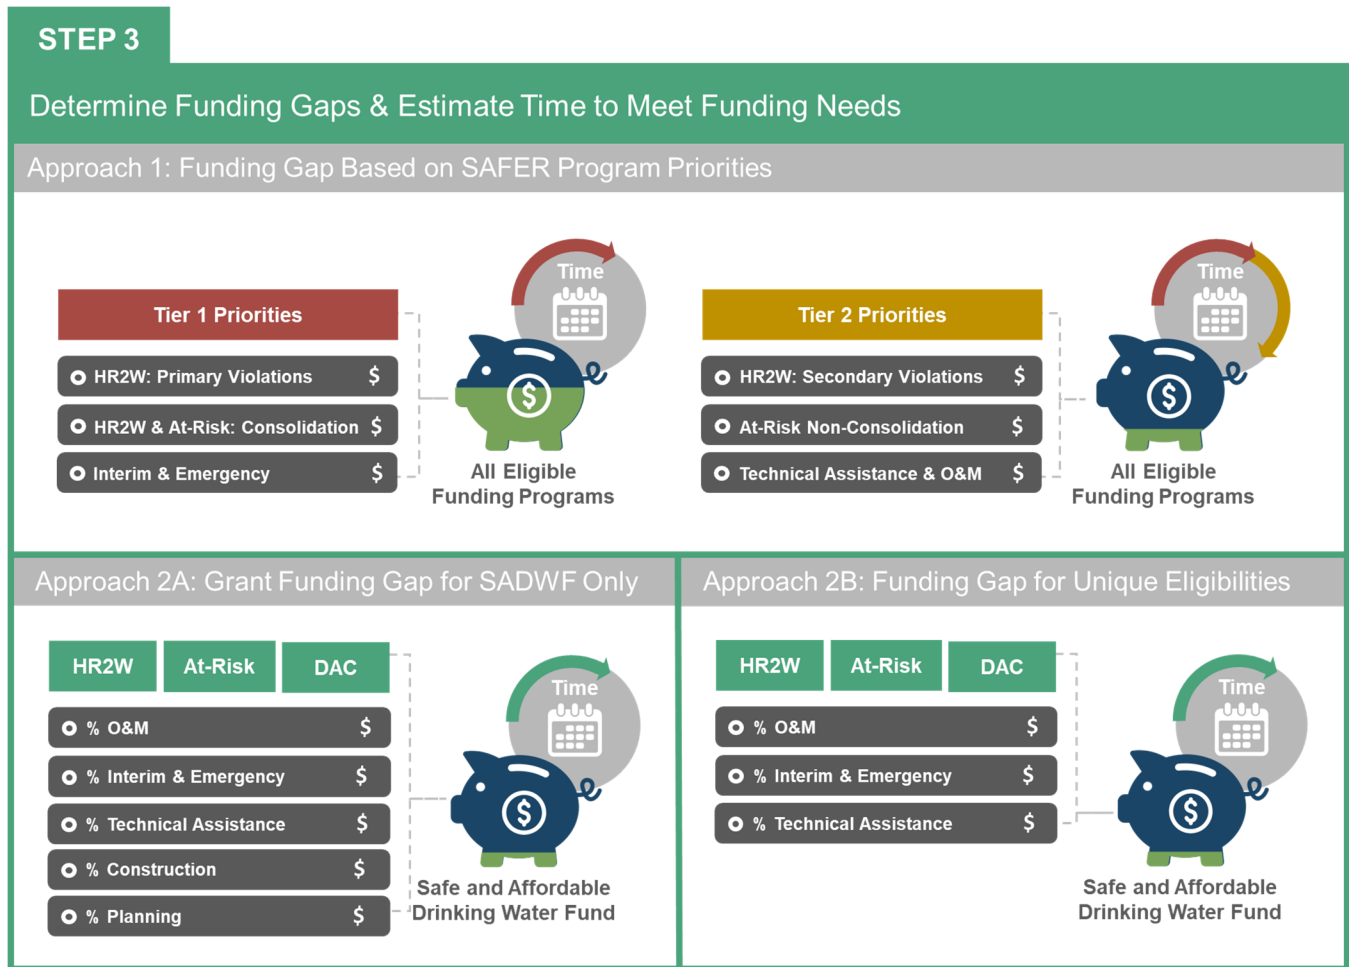 STEP 3
Determine Funding Gaps & Estimate Time to Meet Funding Needs
Approach 1: Funding Gap Based on SAFER Program Priorities
Tier 1 Priorities
HR2W: Primary Violations $
HR2W & At-Risk: Consolidation $
Interim & Emergency $
Time
$
All Eligible
Funding Programs
Tier 2 Priorities
HR2W: Secondary Violations $
At-Risk Non-Consolidation $
Technical Assistance & O&M $
Time
$
All Eligible
Funding Programs
Approach 2A: Grant Funding Gap for SADWF Only
HR2W At-Risk DAC
% O&M $
% Interim & Emergency $
% Technical Assistance $
% Construction $
% Planning $
Time
$
Safe and Affordable
Drinking Water Fund
Approach 2B: Funding Gap for Unique Eligibilities
HR2W At-Risk DAC
% O&M $
% Interim & Emergency $
% Technical Assistance $
Time
$
Safe and Affordable
Drinking Water Fund